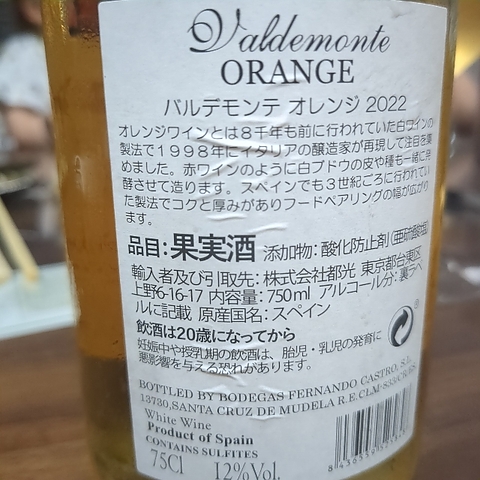 Valdemonte
ORANGE
バルデモンテ オレンジ 2022
オレンジワインとは8千年も前に行われていた白ワインの
製法で1998年にイタリアの醸造家が再現して注目を集
めました。赤ワインのように白ブドウの皮や種も一緒に発
酵させて造ります。スペインでも3世紀ごろに行われてい
た製法でコクと厚みがありフードペアリングの幅が広がり
ます。
品目:果実酒 添加物:酸化防止剤(亜硫酸塩)
輸入者及び引取先:株式会社都光 東京都台東区
上野6-16-17 内容量:750ml アルコール分:裏ラベ
ルに記載 原産国名:スペイン
飲酒は20歳になってから
妊娠中や授乳期の飲酒は、胎児・乳児の発育に
悪影響を与える恐れがあります。
BOTTLED BY BODEGAS FERNANDO CASTRO, S.L.
13730,SANTA CRUZ DE MUDELA R.E.
White Wine
Product of Spain
CONTAINS SULFITES
75Cl 12%Vol.